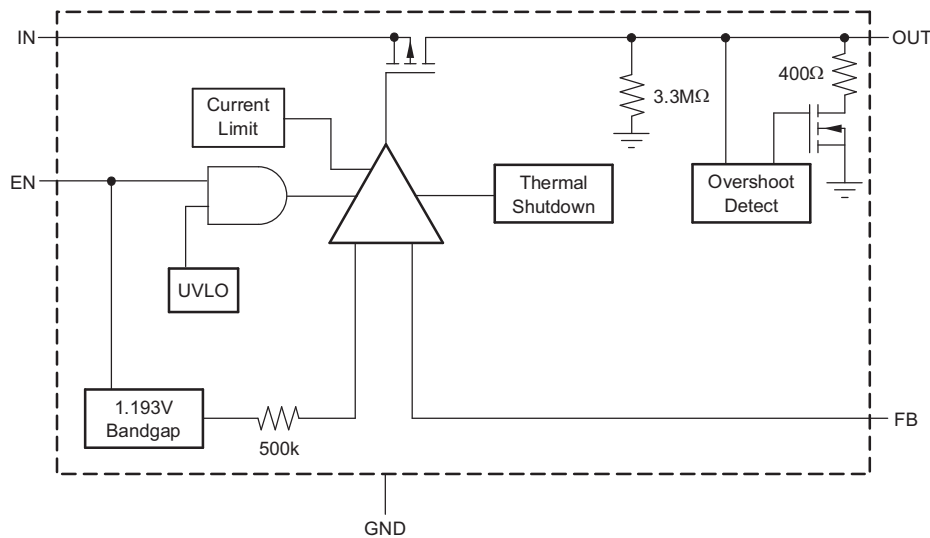 IN
OUT
400Ω
3.3MΩ
Current
Limit
EN
Thermal
Shutdown
Overshoot
Detect
UVLO
1.193V
Bandgap
500k
FB
GND